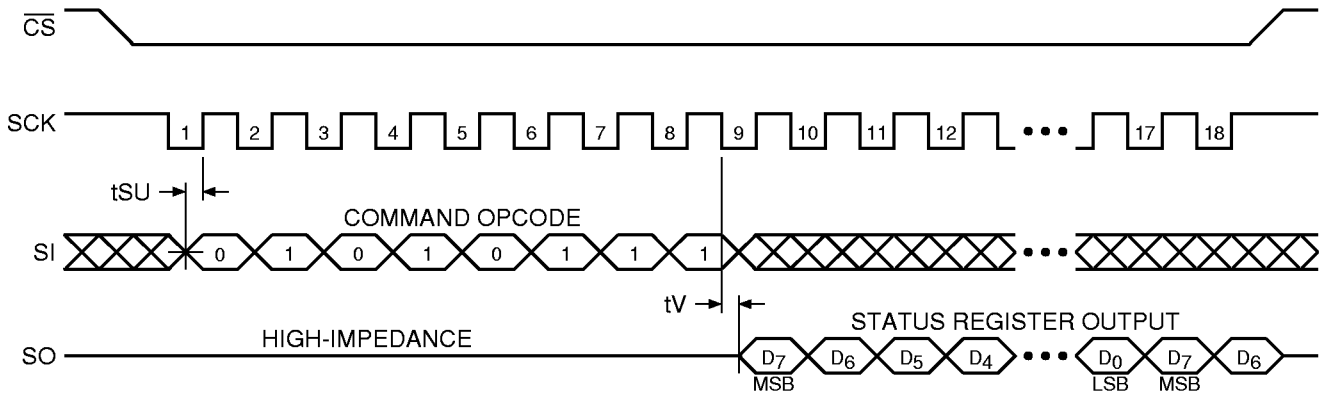 CS
SCK 1 2 3 4 5 6 7 8 9 10 11 12 17 18
tSU
COMMAND OPCODE
SI 0 1 0 1 0 1 1 1
tV
HIGH-IMPEDANCE
STATUS REGISTER OUTPUT
SO D7 D6 D5 D4 D0 D7 D6
MSB LSB MSB